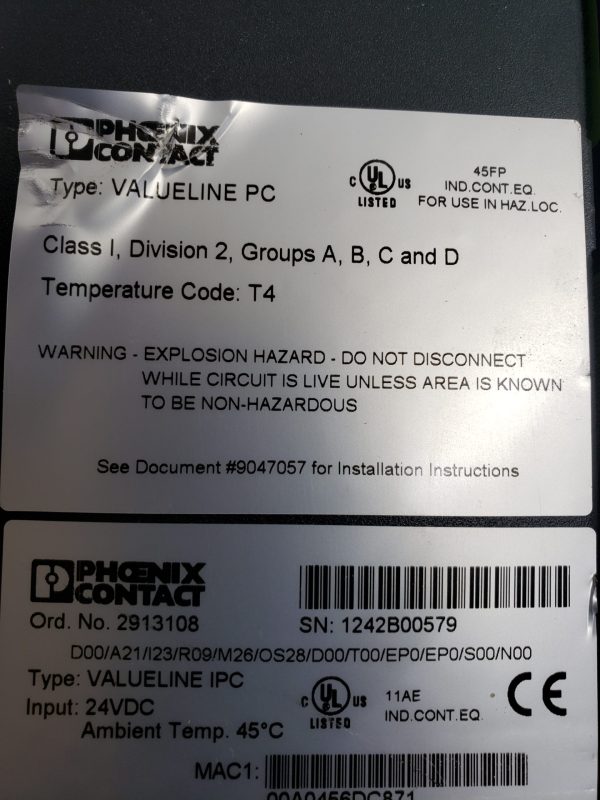 PHOENIX
CONTACT
Type: VALUELINE PC
C UL US
LISTED
45FP
IND.CONT.EQ.
FOR USE IN HAZ.LOC.
Class I, Division 2, Groups A, B, C and D
Temperature Code: T4
WARNING - EXPLOSION HAZARD - DO NOT DISCONNECT
WHILE CIRCUIT IS LIVE UNLESS AREA IS KNOWN
TO BE NON-HAZARDOUS
See Document #9047057 for Installation Instructions
PHOENIX
CONTACT
Ord. No. 2913108
SN: 1242B00579
D00/A21/I23/R09/M26/OS28/D00/T00/EP0/EP0/S00/N00
Type: VALUELINE IPC
Input: 24VDC
Ambient Temp. 45°C
C UL US
LISTED
11AE
IND.CONT.EQ.
CE
MAC1:
00A0456DC871